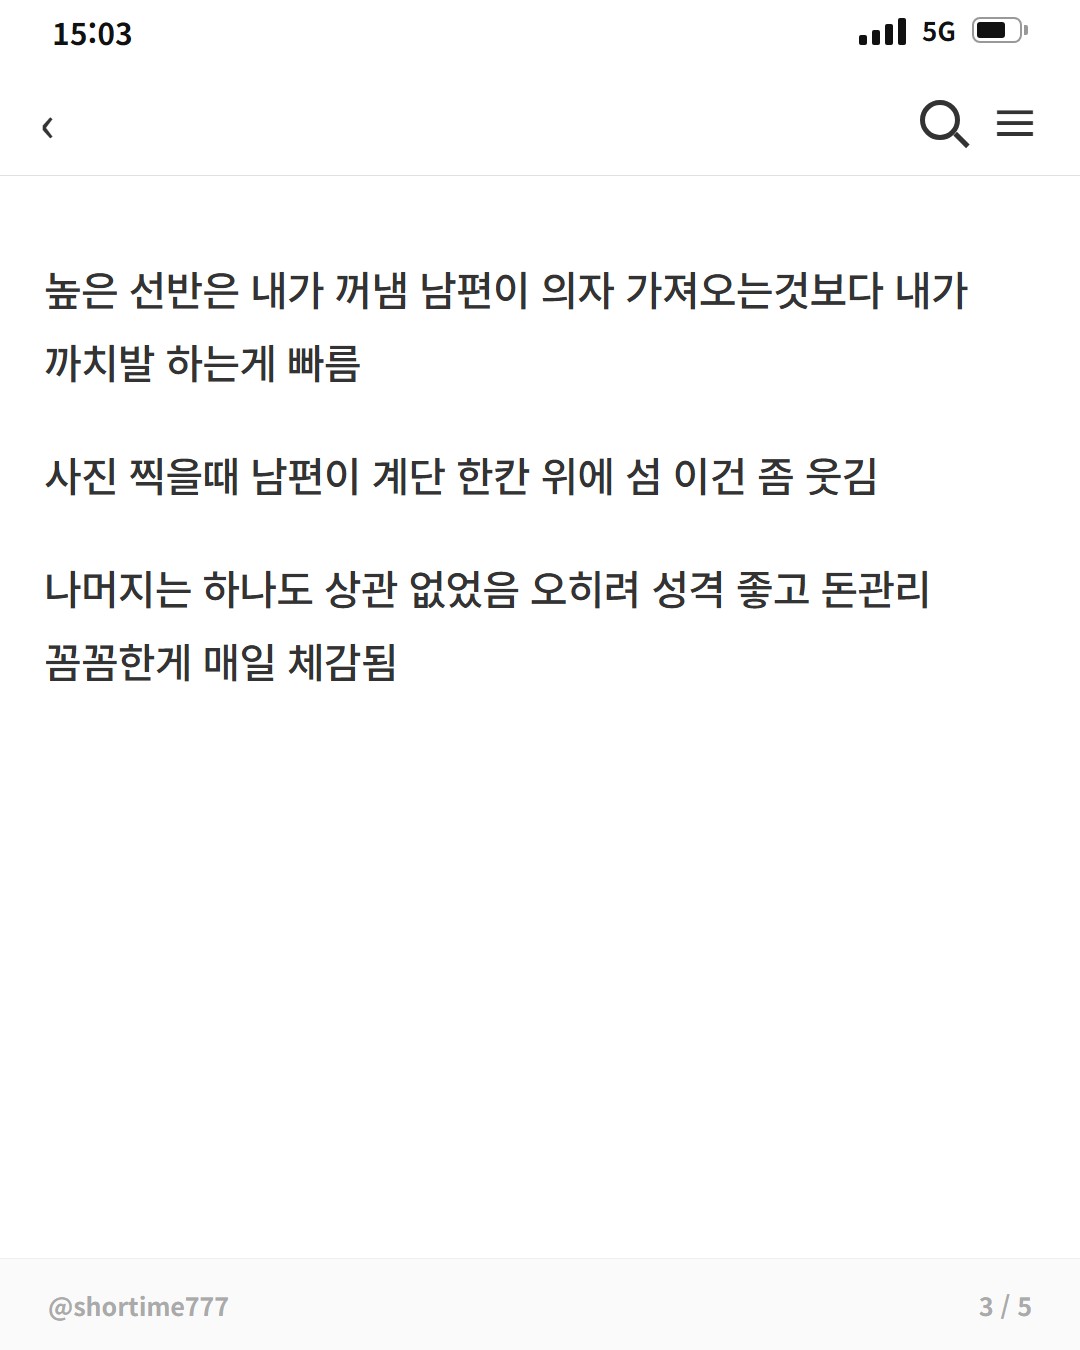 15:03
5G
높은 선반은 내가 꺼냄 남편이 의자 가져오는것보다 내가
까치발 하는게 빠름
사진 찍을때 남편이 계단 한칸 위에 섬 이건 좀 웃김
나머지는 하나도 상관 없었음 오히려 성격 좋고 돈관리
꼼꼼한게 매일 체감됨
@shortime777
3 / 5